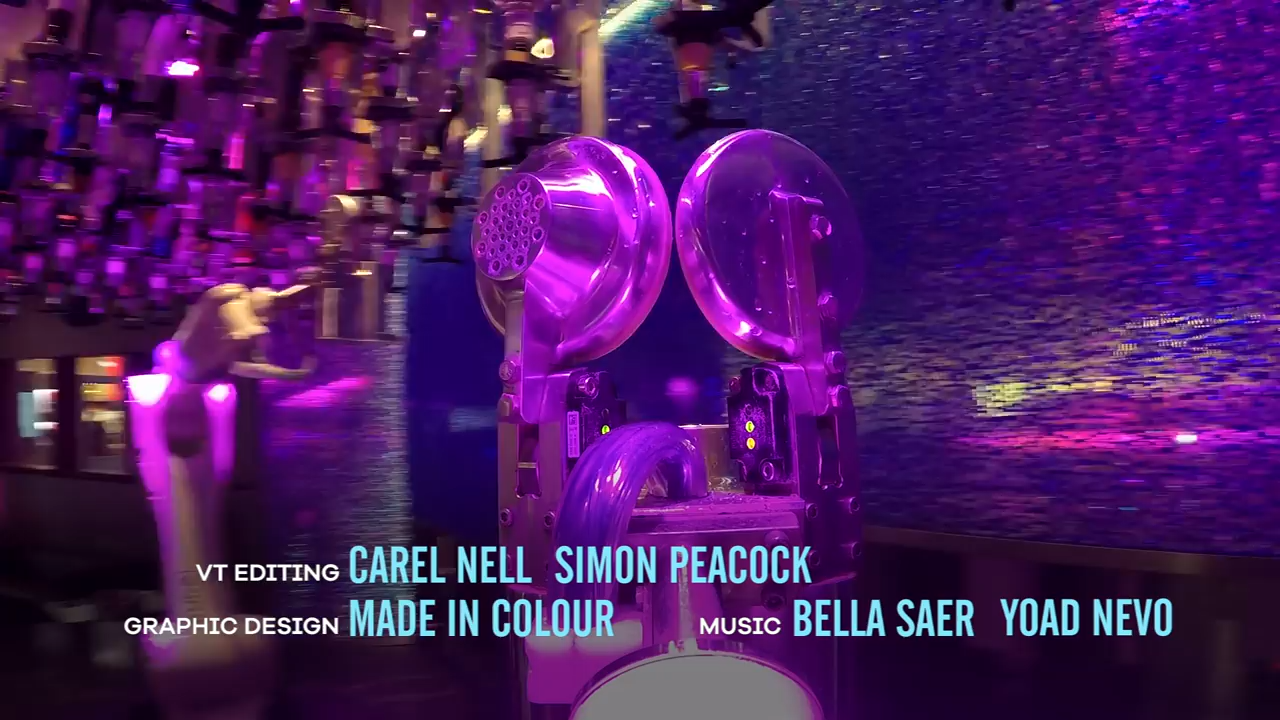 VT EDITING CAREL NELL SIMON PEACOCK
GRAPHIC DESIGN MADE IN COLOUR MUSIC BELLA SAER YOAD NEVO